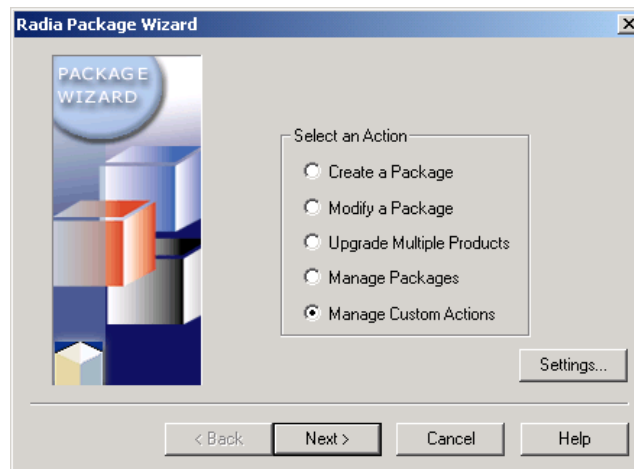 Radia Package Wizard
PACKAGE
WIZARD
Select an Action
Create a Package
Modify a Package
Upgrade Multiple Products
Manage Packages
Manage Custom Actions
Settings...
< Back
Next >
Cancel
Help